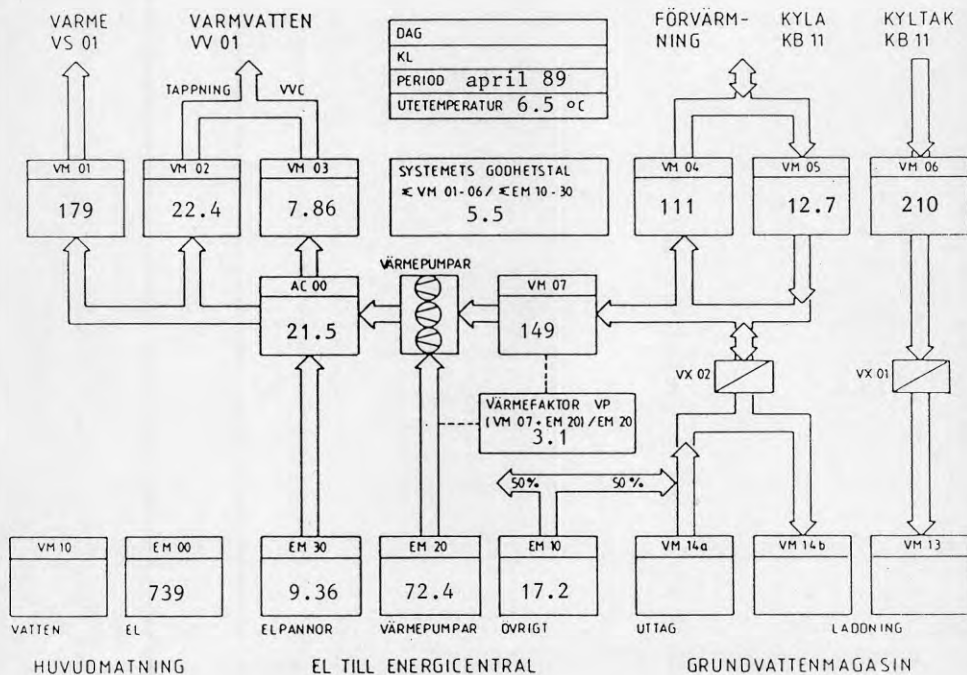 VARME
VS 01
VARMVATTEN
VV 01
TAPPNING
VVC
DAG
KL
PERIOD april 89
UTETEMPERATUR 6.5 °C
FÖRVÄRM-
NING
KYLA
KB 11
KYLTAK
KB 11
VM 01
179
VM 02
22.4
VM 03
7.86
SYSTEMETS GODHETSTAL
Σ VM 01-06 / Σ EM 10-30
5.5
VM 04
111
VM 05
12.7
VM 06
210
AC 00
21.5
VÄRMEPUMPAR
VM 07
149
VÄRMEFAKTOR VP
(VM 07 + EM 20) / EM 20
3.1
VX 02
VX 01
50%
50%
VM 10
VATTEN
EM 00
739
EL
EM 30
9.36
ELPANNOR
EM 20
72.4
VÄRMEPUMPAR
EM 10
17.2
ÖVRIGT
VM 14a
UTTAG
VM 14b
VM 13
LADDNING
HUVUDMATNING
EL TILL ENERGICENTRAL
GRUNDVATTENMAGASIN